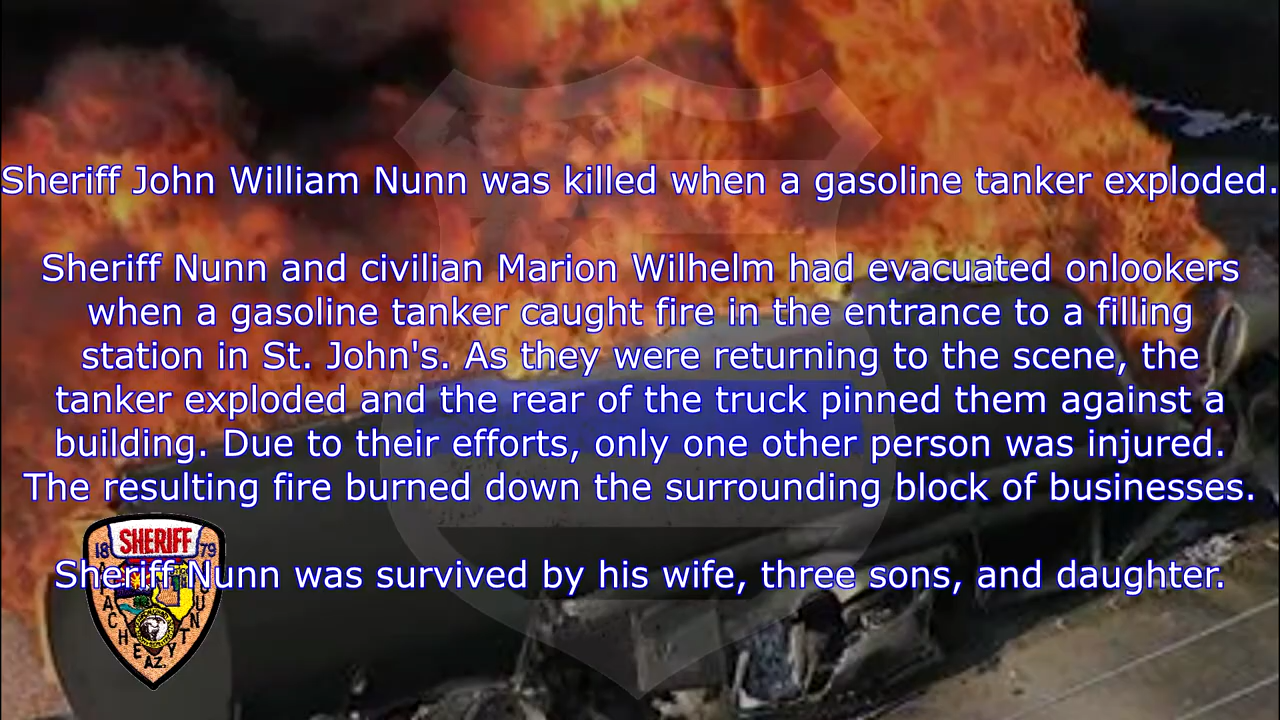 Sheriff John William Nunn was killed when a gasoline tanker exploded.
Sheriff Nunn and civilian Marion Wilhelm had evacuated onlookers
when a gasoline tanker caught fire in the entrance to a filling
station in St. John's. As they were returning to the scene, the
tanker exploded and the rear of the truck pinned them against a
building. Due to their efforts, only one other person was injured.
The resulting fire burned down the surrounding block of businesses.
SHERIFF
18 79
Sheriff Nunn was survived by his wife, three sons, and daughter.
APACHE COUNTY
AZ.